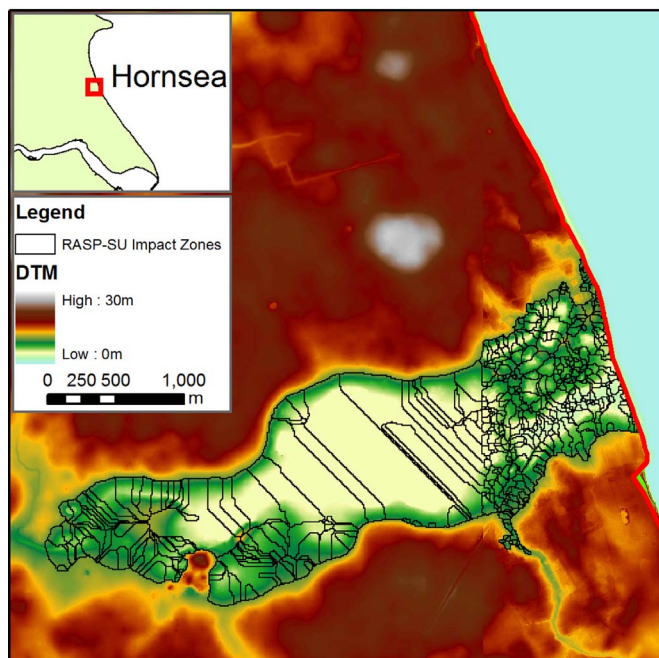 Hornsea
Legend
RASP-SU Impact Zones
DTM
High : 30m
Low : 0m
0 250 500 1,000
m